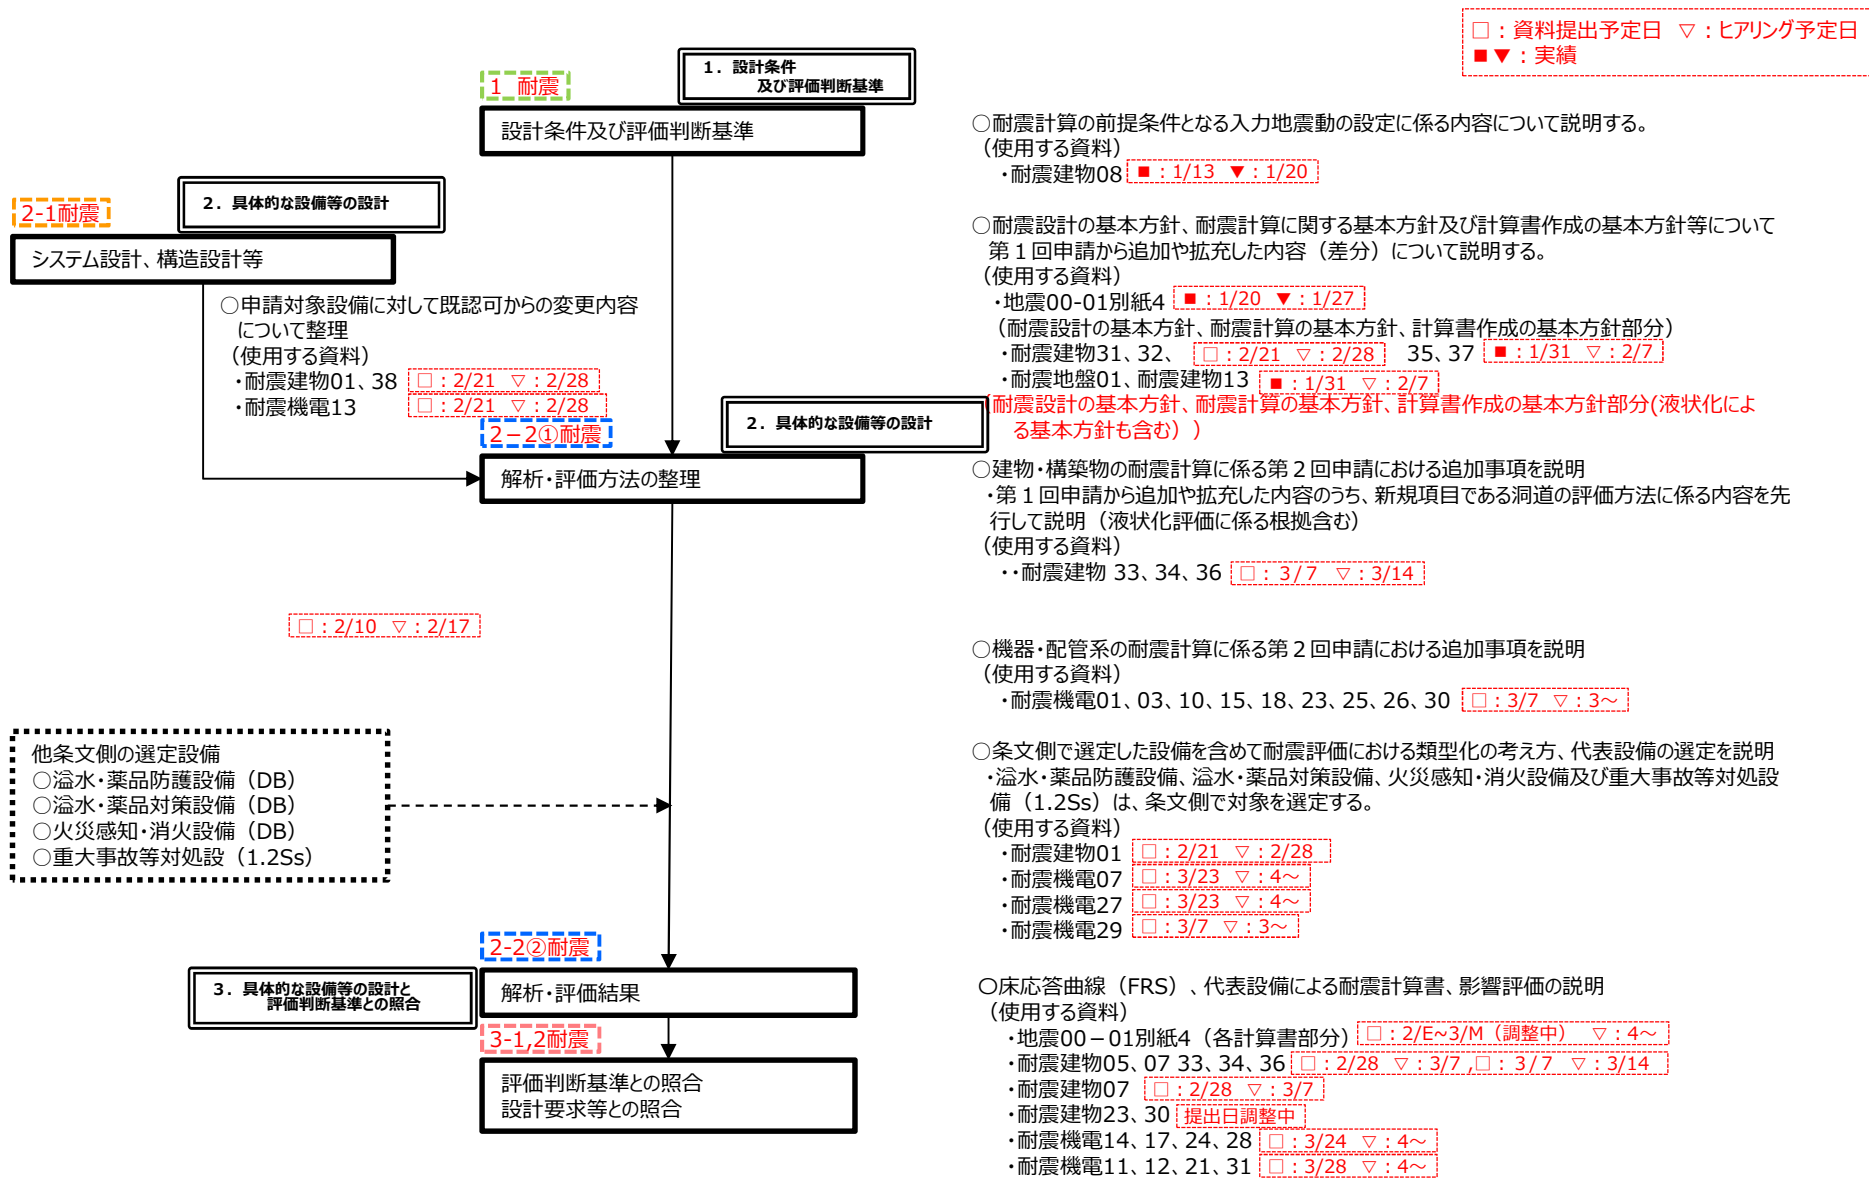 □：資料提出予定日　▽：ヒアリング予定日
■▼：実績
1．設計条件
及び評価判断基準
1　耐震
設計条件及び評価判断基準
○耐震計算の前提条件となる入力地震動の設定に係る内容について説明する。
（使用する資料）
・耐震建物08 ■：1/13　▼：1/20
2．具体的な設備等の設計
2-1耐震
システム設計、構造設計等
○申請対象設備に対して既認可からの変更内容
について整理
（使用する資料）
・耐震建物01、38 □：2/21　▽：2/28
・耐震機電13 □：2/21　▽：2/28
○耐震設計の基本方針、耐震計算に関する基本方針及び計算書作成の基本方針等について
第１回申請から追加や拡充した内容（差分）について説明する。
（使用する資料）
・地震00-01別紙4 ■：1/20　▼：1/27
（耐震設計の基本方針、耐震計算の基本方針、計算書作成の基本方針部分）
・耐震建物31、32、 □：2/21　▽：2/28　35、37 ■：1/31　▽：2/7
・耐震地盤01、耐震建物13 ■：1/31　▽：2/7
（耐震設計の基本方針、耐震計算の基本方針、計算書作成の基本方針部分(液状化によ
る基本方針も含む））
2．具体的な設備等の設計
2－2①耐震
解析・評価方法の整理
○建物・構築物の耐震計算に係る第２回申請における追加事項を説明
・第１回申請から追加や拡充した内容のうち、新規項目である洞道の評価方法に係る内容を先
行して説明（液状化評価に係る根拠含む）
（使用する資料）
・・耐震建物 33、34、36 □：３/７　▽：3/14
□：2/10　▽：2/17
○機器・配管系の耐震計算に係る第２回申請における追加事項を説明
（使用する資料）
・耐震機電01、03、10、15、18、23、25、26、30 □：3/7　▽：3～
他条文側の選定設備
○溢水・薬品防護設備（DB）
○溢水・薬品対策設備（DB）
○火災感知・消火設備（DB）
○重大事故等対処設（1.2Ss）
○条文側で選定した設備を含めて耐震評価における類型化の考え方、代表設備の選定を説明
・溢水・薬品防護設備、溢水・薬品対策設備、火災感知・消火設備及び重大事故等対処設
備（1.2Ss）は、条文側で対象を選定する。
（使用する資料）
・耐震建物01 □：2/21　▽：2/28
・耐震機電07 □：3/23　▽：4～
・耐震機電27 □：3/23　▽：4～
・耐震機電29 □：3/7　▽：3～
2-2②耐震
3．具体的な設備等の設計と
評価判断基準との照合
解析・評価結果
3-1,2耐震
評価判断基準との照合
設計要求等との照合
〇床応答曲線（FRS）、代表設備による耐震計算書、影響評価の説明
（使用する資料）
・地震00－01別紙4（各計算書部分） □：2/E~3/M（調整中）　▽：4～
・耐震建物05、07 33、34、36 □：2/28　▽：3/7 ,□：３/７　▽：3/14
・耐震建物07 □：2/28　▽：3/7
・耐震建物23、30 提出日調整中
・耐震機電14、17、24、28 □：3/24　▽：4～
・耐震機電11、12、21、31 □：3/28　▽：4～